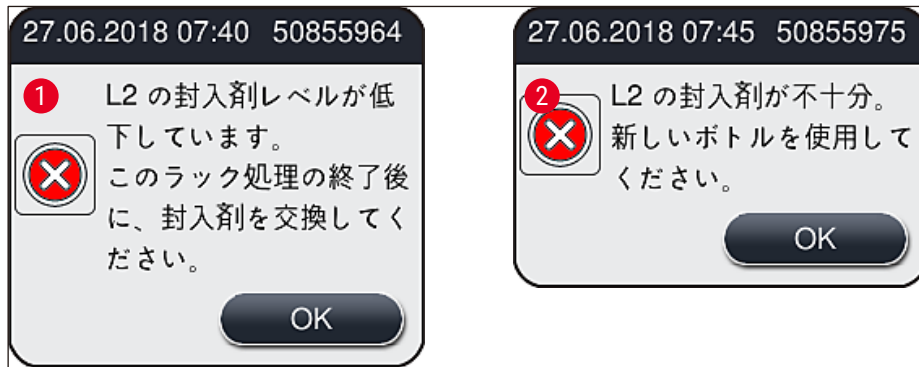 27.06.2018 07:40 50855964
1
L2 の封入剤レベルが低
下しています。
このラック処理の終了後
に、封入剤を交換してく
ださい。
OK
27.06.2018 07:45 50855975
2
L2 の封入剤が不十分。
新しいボトルを使用して
ください。
OK